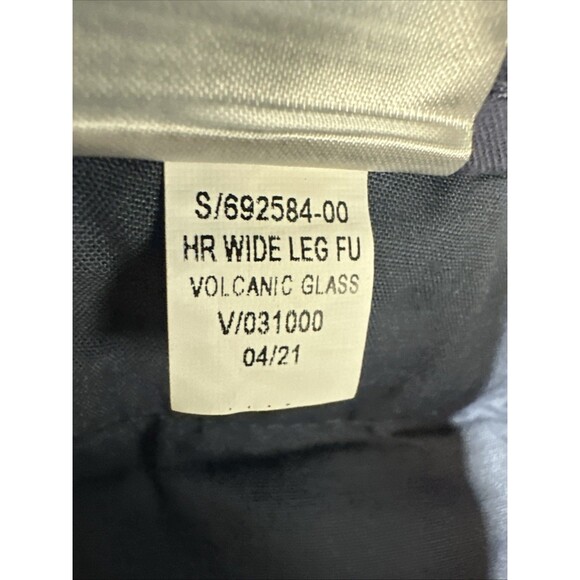 S/692584-00
HR WIDE LEG FU
VOLCANIC GLASS
V/031000
04/21